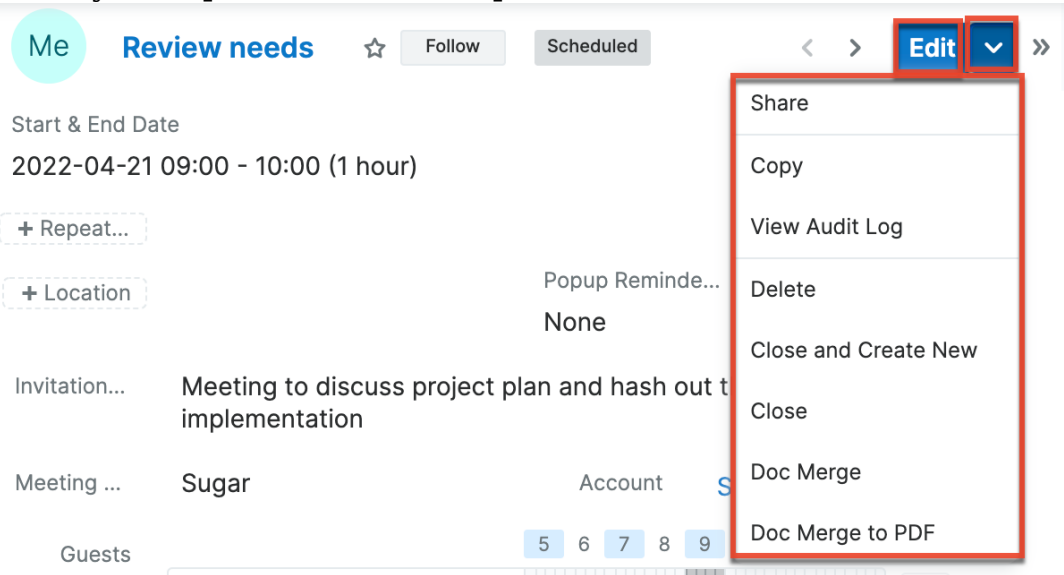 Me
Review needs
Follow
Scheduled
Edit
Share
Start & End Date
2022-04-21 09:00 - 10:00 (1 hour)
Copy
View Audit Log
+ Repeat...
+ Location
Popup Reminde...
None
Delete
Close and Create New
Invitation...
Meeting to discuss project plan and hash out t
implementation
Close
Doc Merge
Meeting ...
Sugar
Account
S
Doc Merge to PDF
Guests
5 6 7 8 9